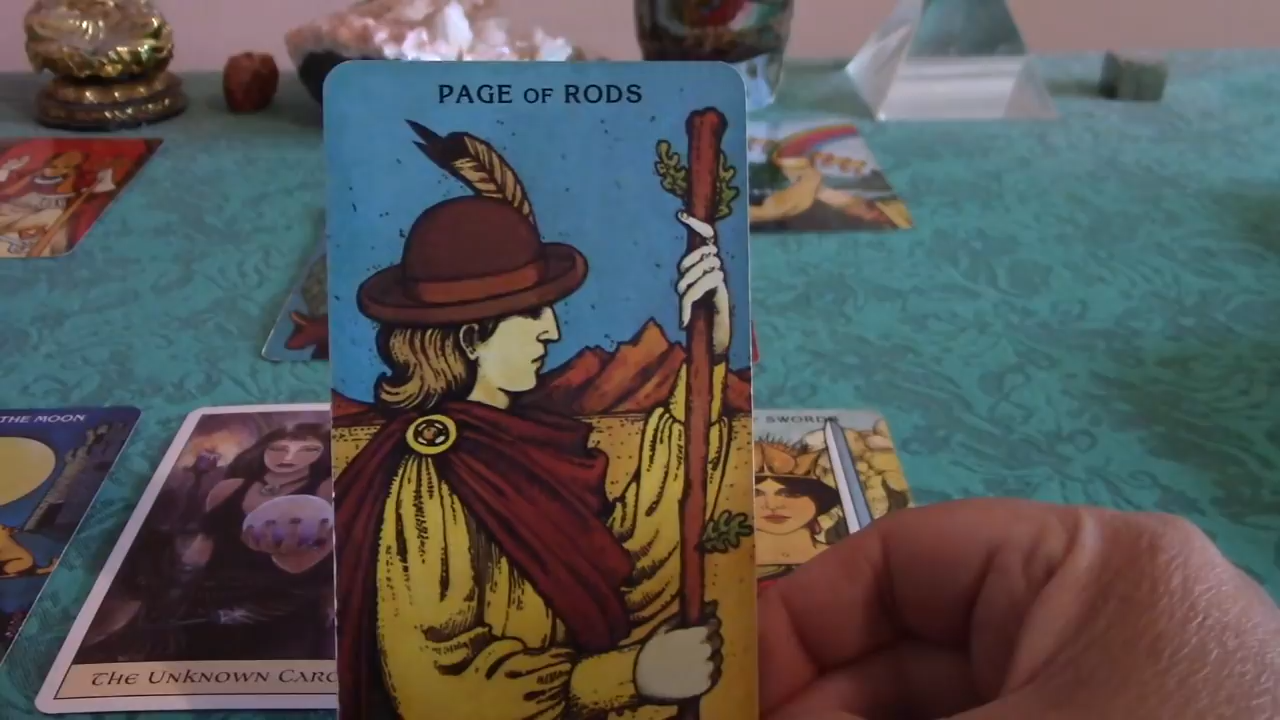 PAGE OF RODS
THE MOON
SWORDS
THE UNKNOWN CARD